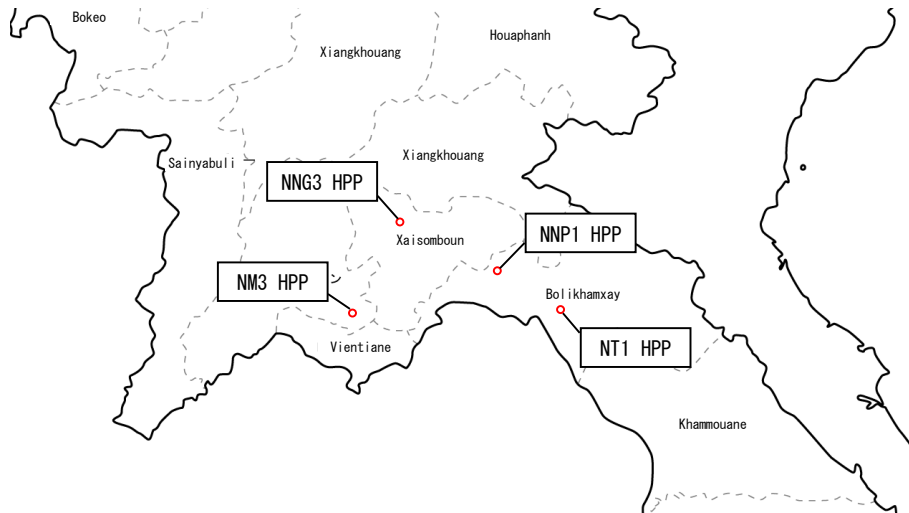 Bokeo
Houaphanh
Xiangkhouang
Xiangkhouang
Sainyabuli
NNG3 HPP
NNP1 HPP
Xaisomboun
NM3 HPP
Bolikhamxay
Vientiane
NT1 HPP
Khammouane